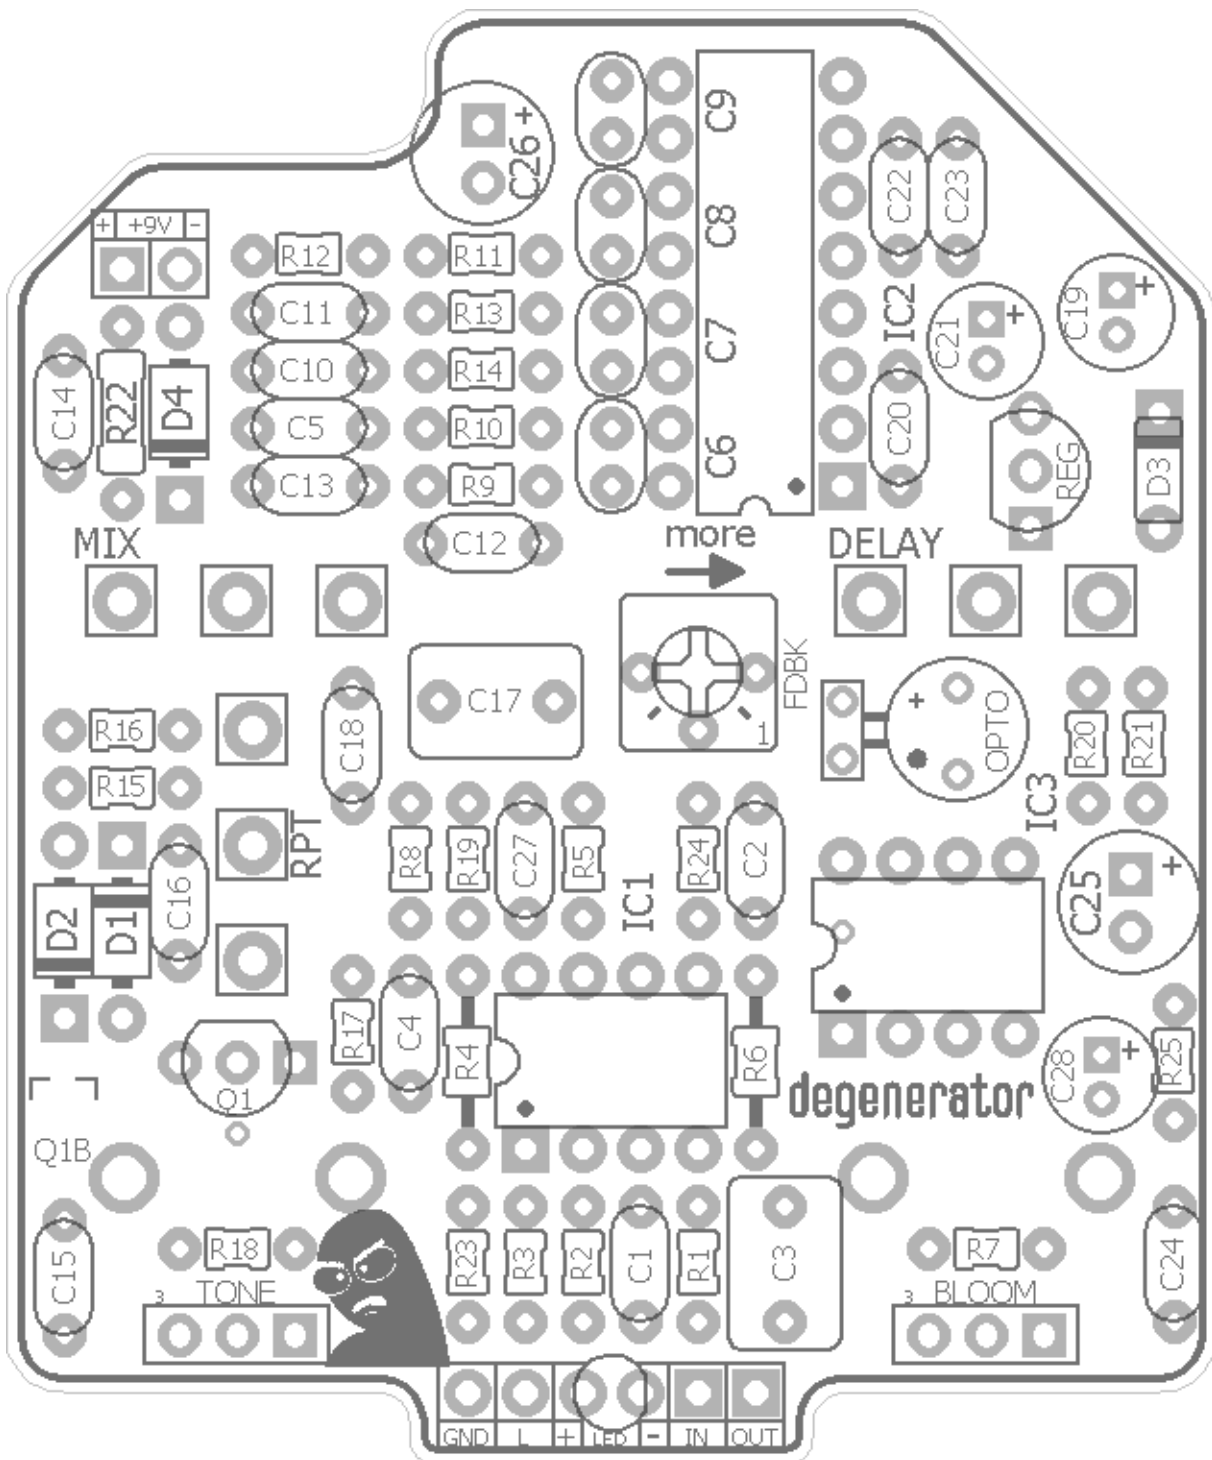 C9
C26 +
C22
C23
C8
+ +9V -
R12
R11
C19 +
C11
R13
IC2
C21 +
C7
C10
R14
C14
R22
D4
C5
R10
C20
C6
REG
D3
C13
R9
MIX
C12
more
DELAY
FDBK
C17
+
OPTO
1
R16
C18
R20
R21
R15
IC3
RPT
R8
R19
C27
R5
R24
C2
+
C25
IC1
C16
D2
D1
R17
C4
R4
R6
C28 +
R25
degenerator
Q1
Q1B
R18
R23
R3
R2
C1
R1
C3
R7
C24
C15
3 TONE
3 BLOOM
GND L + LED - IN OUT